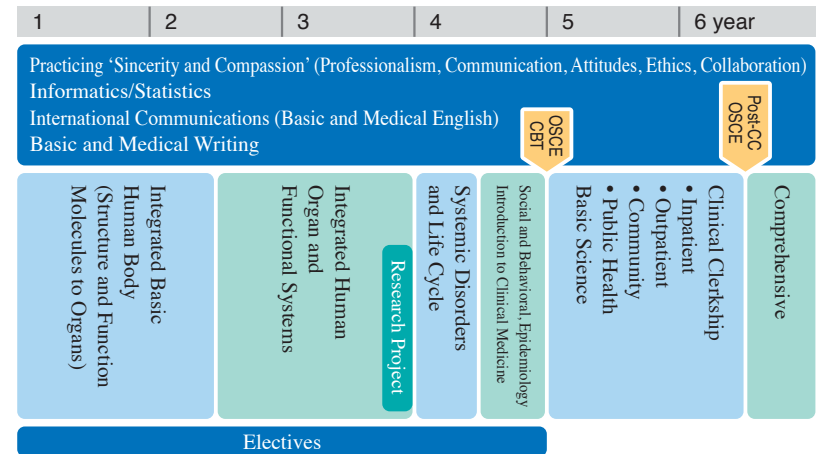 1
2
3
4
5
6 year
Practicing ‘Sincerity and Compassion’ (Professionalism, Communication, Attitudes, Ethics, Collaboration)
Informatics/Statistics
International Communications (Basic and Medical English)
Basic and Medical Writing
OSCE
CBT
Post-CC
OSCE
Integrated Basic
Human Body
(Structure and Function
Molecules to Organs)
Integrated Human
Organ and
Functional Systems
Research Project
Systemic Disorders
and Life Cycle
Social and Behavioral, Epidemiology
Introduction to Clinical Medicine
Clinical Clerkship
• Inpatient
• Outpatient
• Community
• Public Health
Basic Science
Comprehensive
Electives